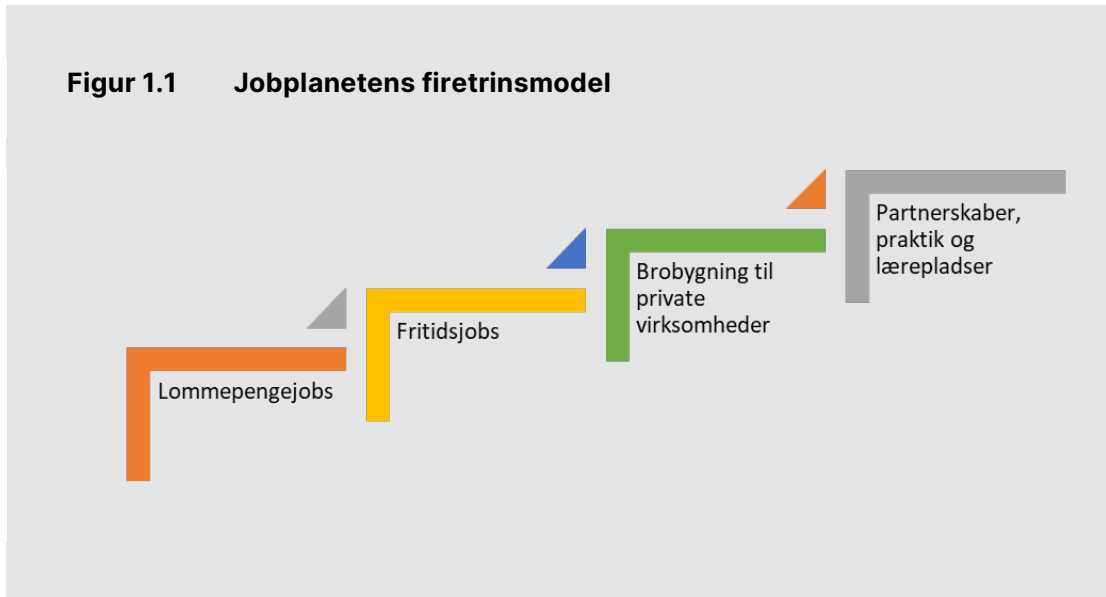 Figur 1.1 Jobplanetens firetrinsmodel
Lommepengejobs
Fritidsjobs
Brobygning til
private
virksomheder
Partnerskaber,
praktik og
lærepladser